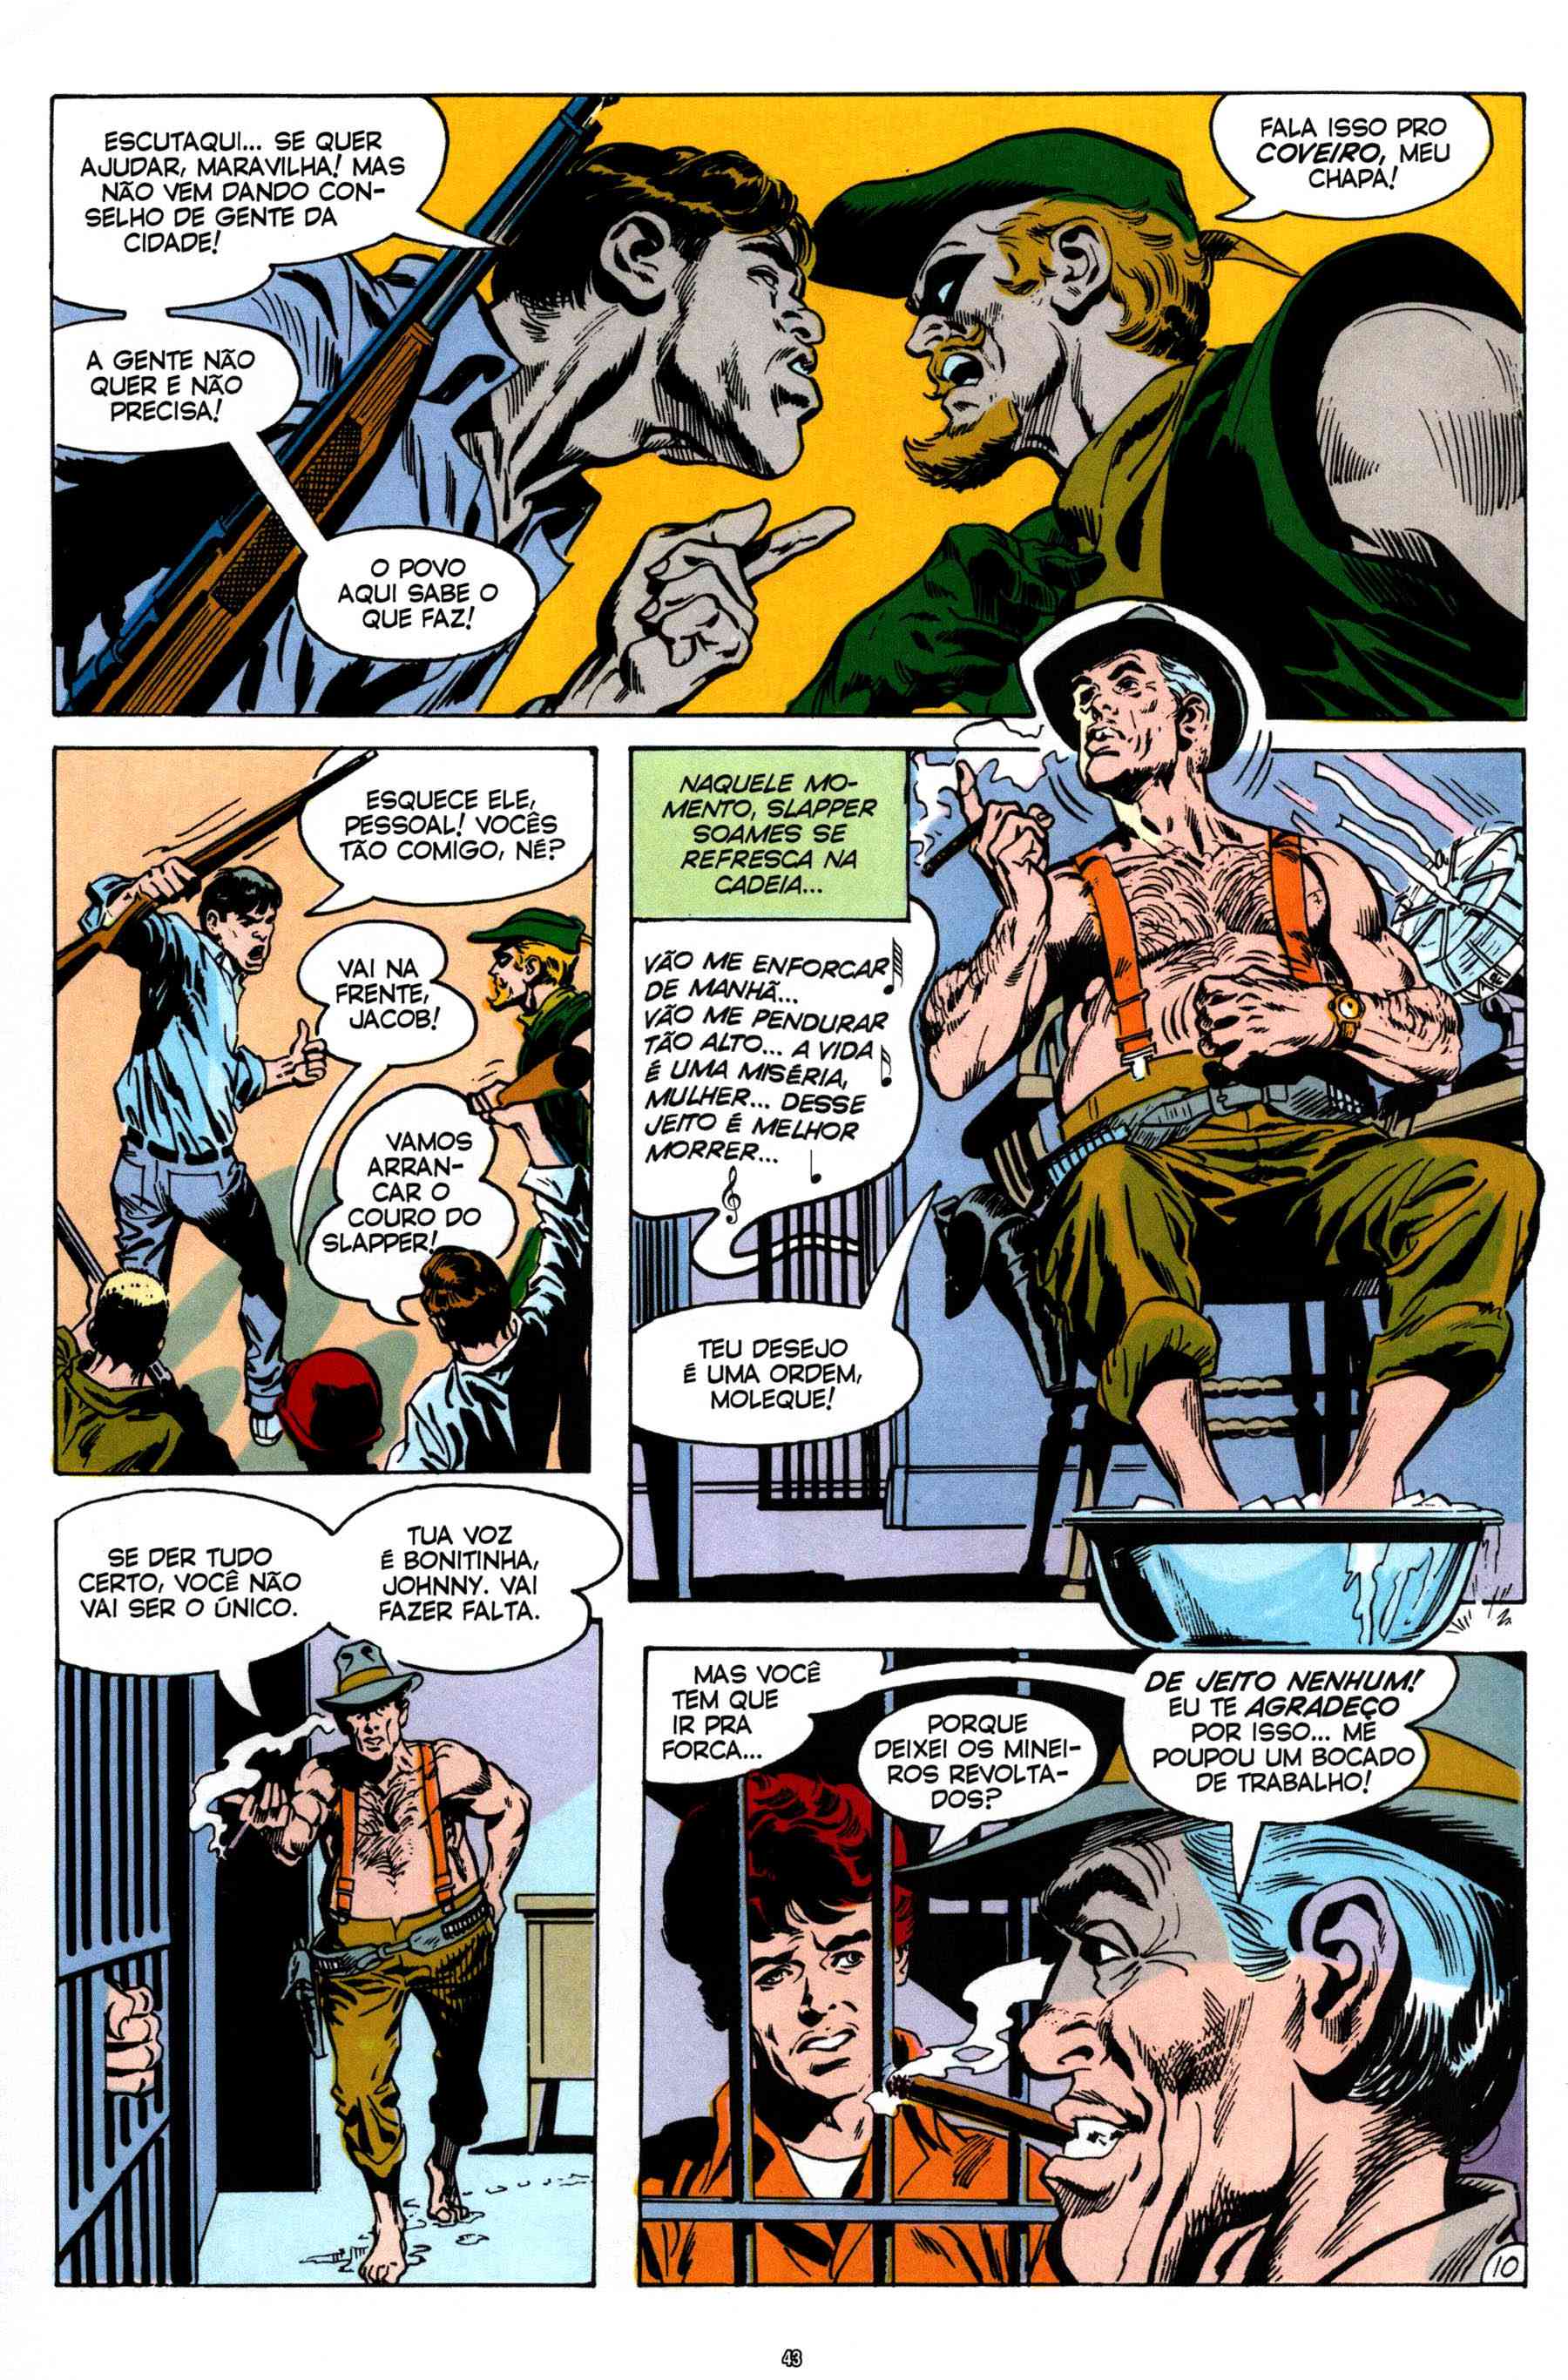 ESCUTAQUI... SE QUER
AJUDAR, MARAVILHA! MAS
NÃO VEM DANDO CON-
SELHO DE GENTE DA
CIDADE!
FALA ISSO PRO
COVEIRO, MEU
CHAPA!
A GENTE NÃO
QUER E NÃO
PRECISA!
O POVO
AQUI SABE O
QUE FAZ!
ESQUECE ELE,
PESSOAL! VOCÊS
TÃO COMIGO, NÉ?
VAI NA
FRENTE,
JACOB!
VAMOS
ARRAN-
CAR O
COURO DO
SLAPPER!
NAQUELE MO-
MENTO, SLAPPER
SOAMES SE
REFRESCA NA
CADEIA...
VÃO ME ENFORCAR
DE MANHÃ...
VÃO ME PENDURAR
TÃO ALTO... A VIDA
É UMA MISÉRIA,
MULHER... DESSE
JEITO É MELHOR
MORRER...
TEU DESEJO
É UMA ORDEM,
MOLEQUE!
SE DER TUDO
CERTO, VOCÊ NÃO
VAI SER O ÚNICO.
TUA VOZ
É BONITINHA,
JOHNNY. VAI
FAZER FALTA.
MAS VOCÊ
TEM QUE
IR PRA
FORCA...
PORQUE
DEIXEI OS MINEI-
ROS REVOLTA-
DOS?
DE JEITO NENHUM!
EU TE AGRADEÇO
POR ISSO... ME
POUPOU UM BOCADO
DE TRABALHO!
10
43